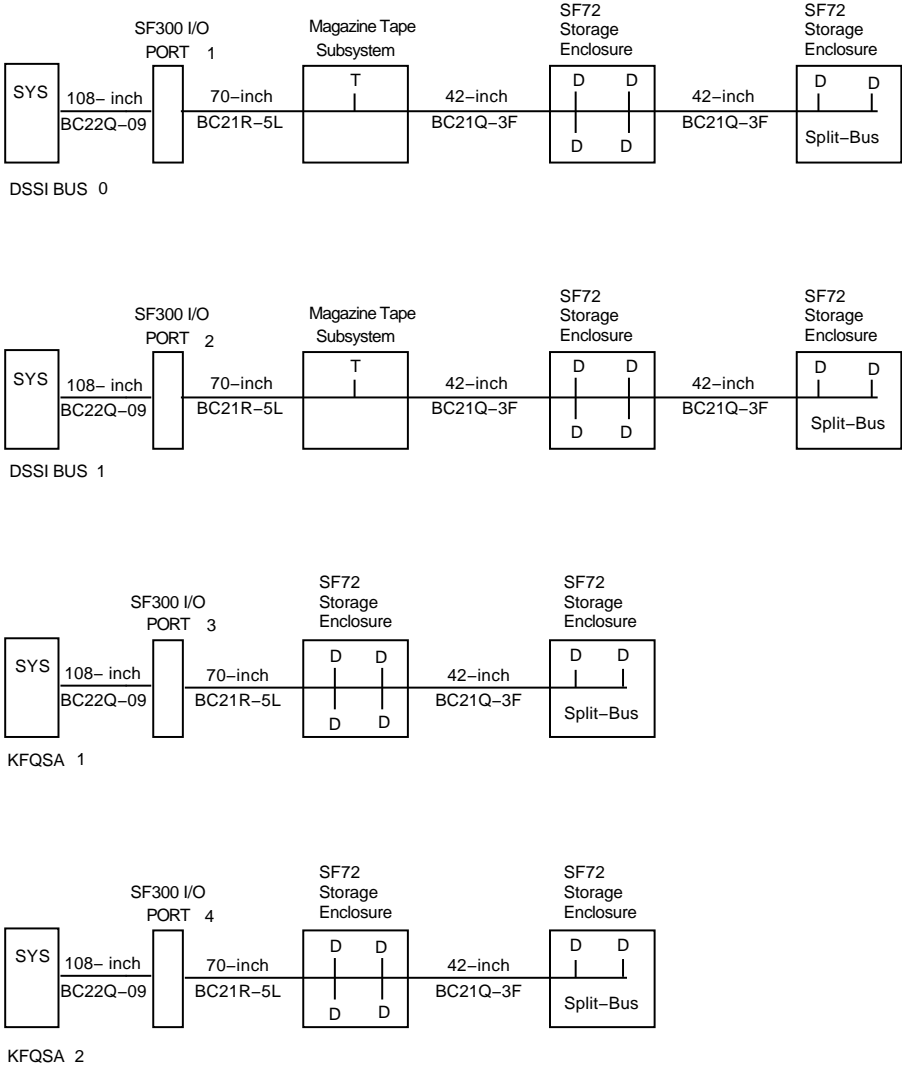 SF300 I/O
PORT 1
Magazine Tape
Subsystem
SF72
Storage
Enclosure
SF72
Storage
Enclosure
SYS
108– inch
BC22Q–09
70–inch
BC21R–5L
T
42–inch
BC21Q–3F
D D
D D
42–inch
BC21Q–3F
D D
Split–Bus
DSSI BUS 0
SF300 I/O
PORT 2
Magazine Tape
Subsystem
SF72
Storage
Enclosure
SF72
Storage
Enclosure
SYS
108– inch
BC22Q–09
70–inch
BC21R–5L
T
42–inch
BC21Q–3F
D D
D D
42–inch
BC21Q–3F
D D
Split–Bus
DSSI BUS 1
SF300 I/O
PORT 3
SF72
Storage
Enclosure
SF72
Storage
Enclosure
SYS
108– inch
BC22Q–09
70–inch
BC21R–5L
D D
D D
42–inch
BC21Q–3F
D D
Split–Bus
KFQSA 1
SF300 I/O
PORT 4
SF72
Storage
Enclosure
SF72
Storage
Enclosure
SYS
108– inch
BC22Q–09
70–inch
BC21R–5L
D D
D D
42–inch
BC21Q–3F
D D
Split–Bus
KFQSA 2